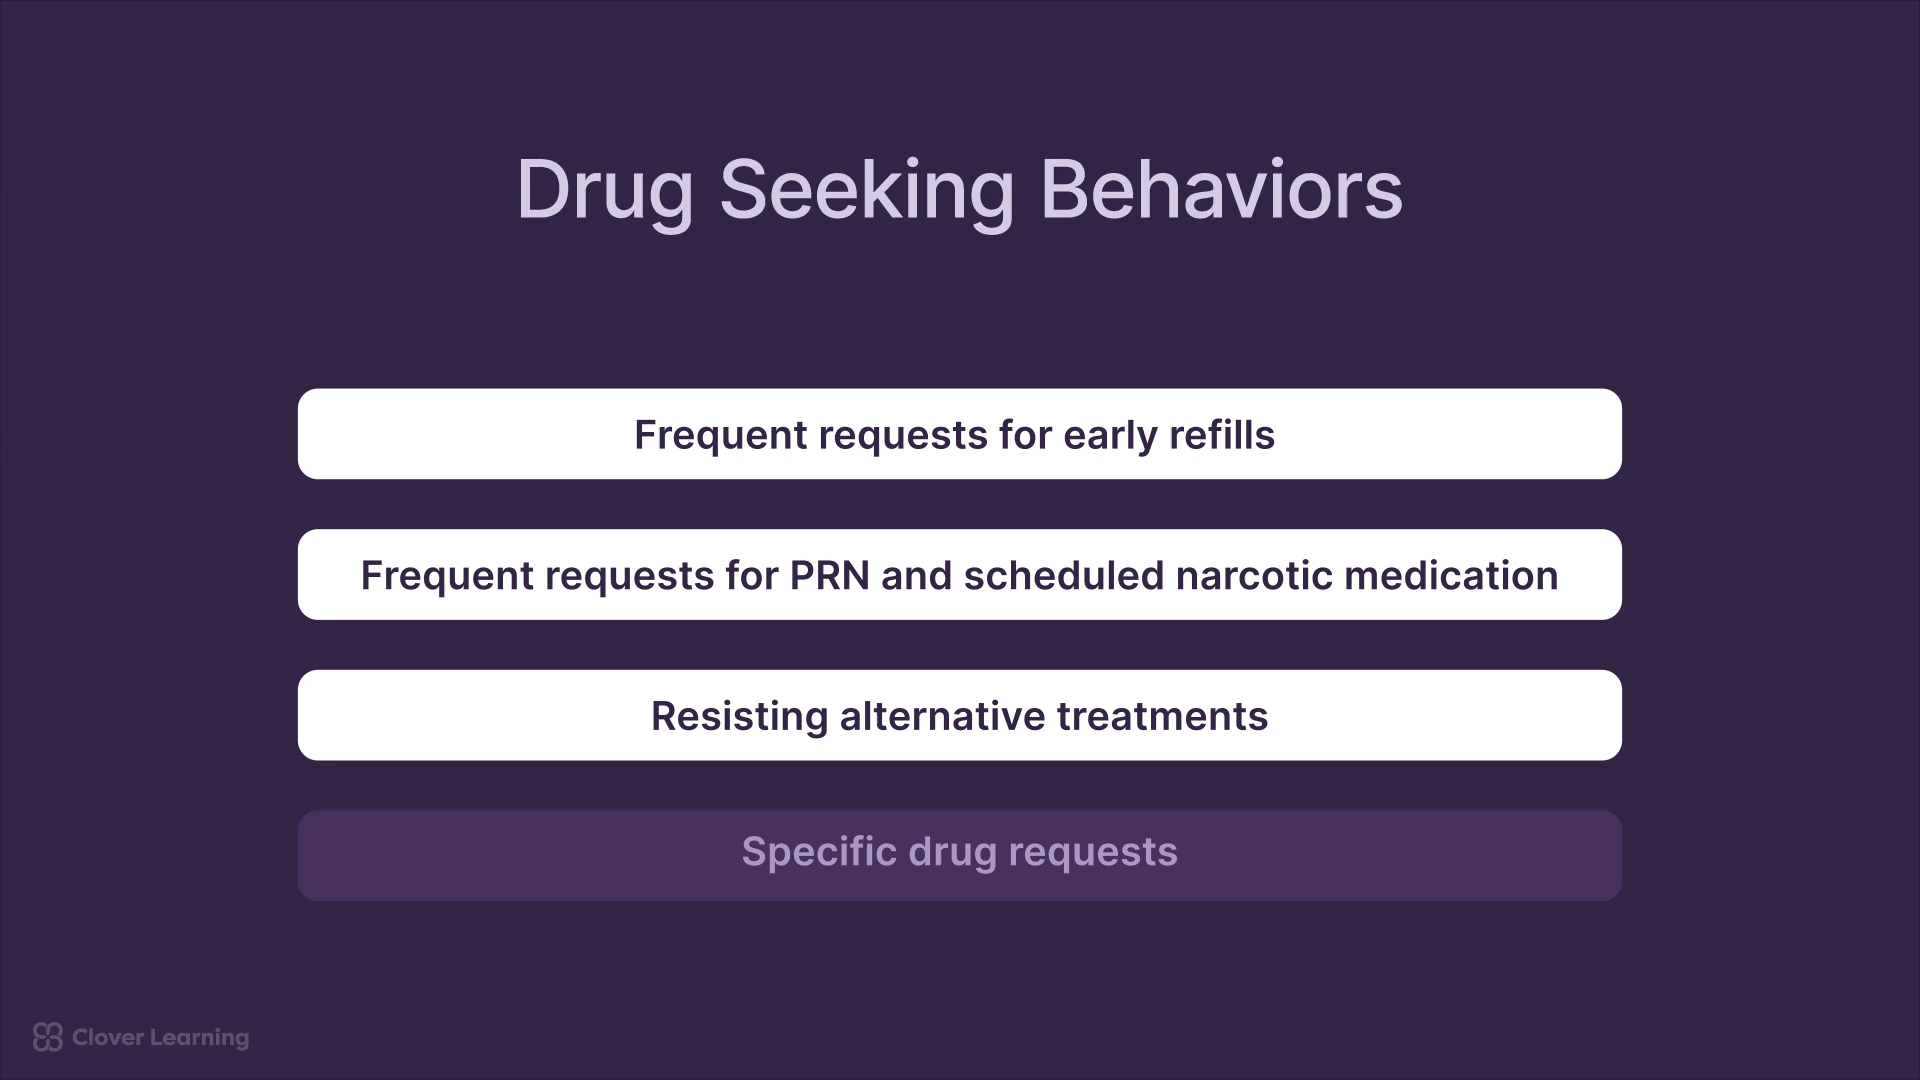 Drug Seeking Behaviors
Frequent requests for early refills
Frequent requests for PRN and scheduled narcotic medication
Resisting alternative treatments
Specific drug requests
Clover Learning